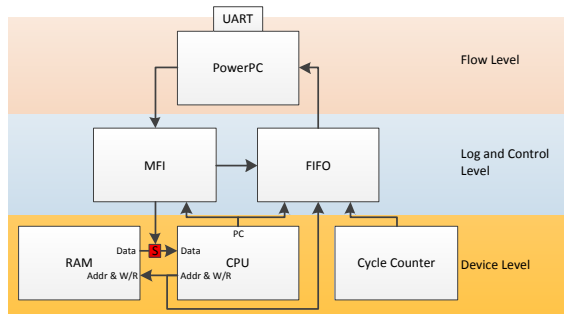 UART
PowerPC
Flow Level
MFI
FIFO
Log and Control
Level
PC
Data
S
Data
RAM
CPU
Cycle Counter
Device Level
Addr & W/R
Addr & W/R